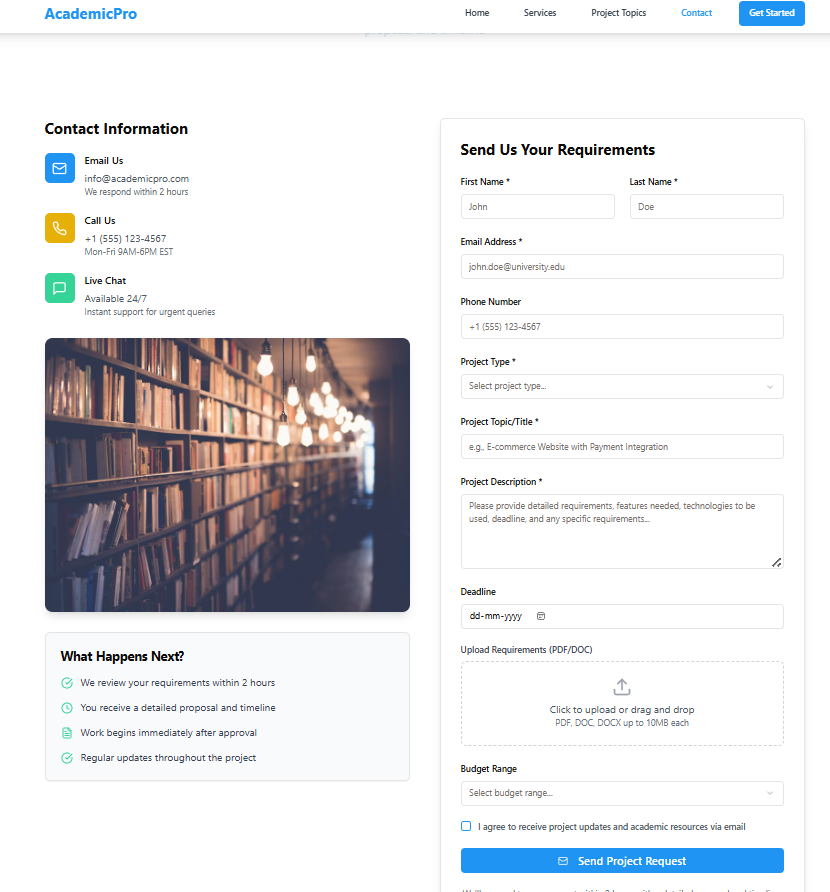 AcademicPro
Home
Services
Project Topics
Contact
Get Started
Contact Information
Email Us
info@academicpro.com
We respond within 2 hours
Call Us
+1 (555) 123-4567
Mon-Fri 9AM-6PM EST
Live Chat
Available 24/7
Instant support for urgent queries
What Happens Next?
We review your requirements within 2 hours
You receive a detailed proposal and timeline
Work begins immediately after approval
Regular updates throughout the project
Send Us Your Requirements
First Name *
Last Name *
John
Doe
Email Address *
john.doe@university.edu
Phone Number
+1 (555) 123-4567
Project Type *
Select project type...
Project Topic/Title *
e.g., E-commerce Website with Payment Integration
Project Description *
Please provide detailed requirements, features needed, technologies to be
used, deadline, and any specific requirements...
Deadline
dd-mm-yyyy
Upload Requirements (PDF/DOC)
Click to upload or drag and drop
PDF, DOC, DOCX up to 10MB each
Budget Range
Select budget range...
I agree to receive project updates and academic resources via email
Send Project Request